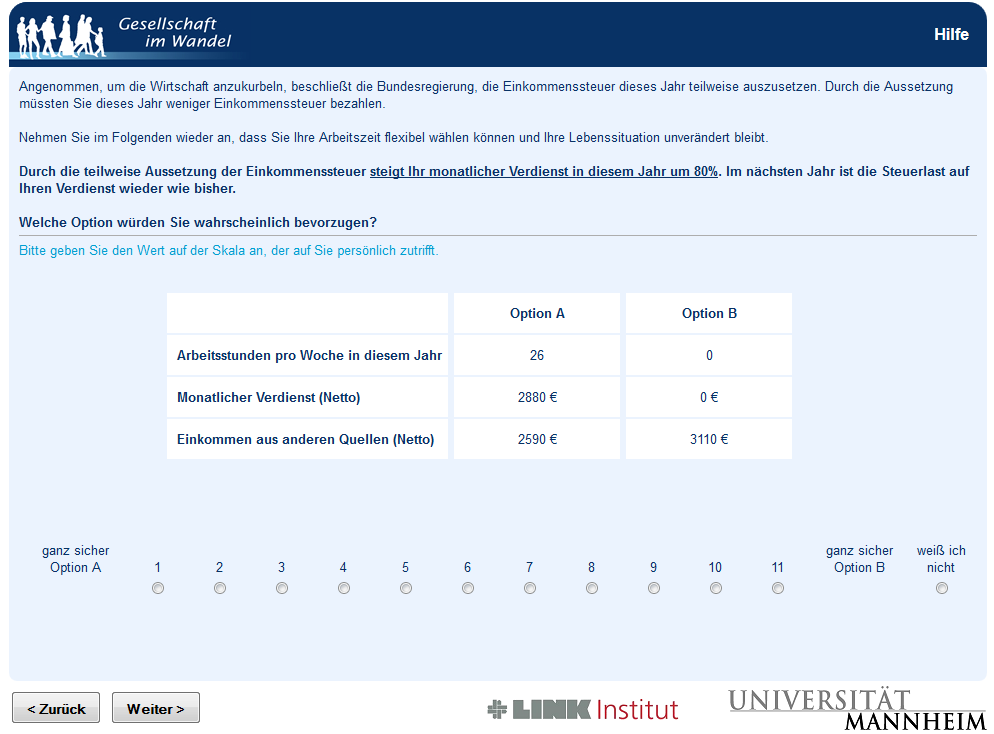 Gesellschaft
im Wandel
Hilfe
Angenommen, um die Wirtschaft anzukurbeln, beschließt die Bundesregierung, die Einkommenssteuer dieses Jahr teilweise auszusetzen. Durch die Aussetzung
müssten Sie dieses Jahr weniger Einkommenssteuer bezahlen.
Nehmen Sie im Folgenden wieder an, dass Sie Ihre Arbeitszeit flexibel wählen können und Ihre Lebenssituation unverändert bleibt.
Durch die teilweise Aussetzung der Einkommenssteuer steigt Ihr monatlicher Verdienst in diesem Jahr um 80%. Im nächsten Jahr ist die Steuerlast auf
Ihren Verdienst wieder wie bisher.
Welche Option würden Sie wahrscheinlich bevorzugen?
Bitte geben Sie den Wert auf der Skala an, der auf Sie persönlich zutrifft.
Option A Option B
Arbeitsstunden pro Woche in diesem Jahr 26 0
Monatlicher Verdienst (Netto) 2880 € 0 €
Einkommen aus anderen Quellen (Netto) 2590 € 3110 €
ganz sicher ganz sicher weiß ich
Option A 1 2 3 4 5 6 7 8 9 10 11 Option B nicht
< Zurück Weiter > LINK Institut UNIVERSITÄT
MANNHEIM